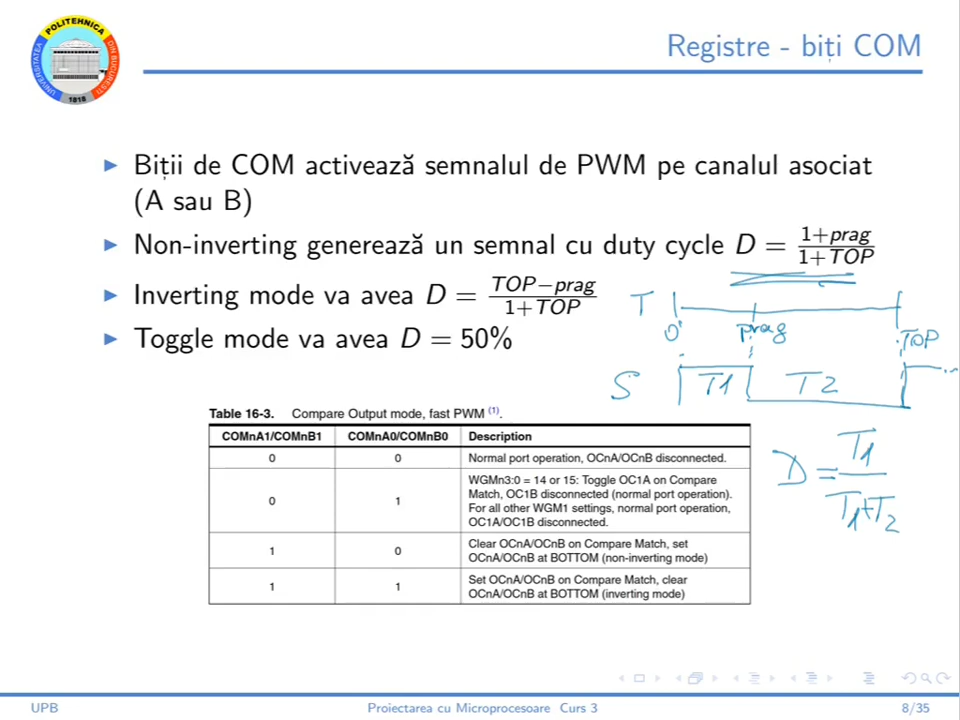 POLITEHNICA
UNIVERSITATEA
DIN BUCURESTI
1818
Registre - biți COM
Biții de COM activează semnalul de PWM pe canalul asociat
(A sau B)
Non-inverting generează un semnal cu duty cycle D = 1+prag / 1+TOP
Inverting mode va avea D = TOP−prag / 1+TOP
Toggle mode va avea D = 50%
T
0 prag TOP
S T1 T2 ...
D = T1 / T1+T2
Table 16-3. Compare Output mode, fast PWM (1).
COMnA1/COMnB1 COMnA0/COMnB0 Description
0 0 Normal port operation, OCnA/OCnB disconnected.
0 1 WGMn3:0 = 14 or 15: Toggle OC1A on Compare
Match, OC1B disconnected (normal port operation).
For all other WGM1 settings, normal port operation,
OC1A/OC1B disconnected.
1 0 Clear OCnA/OCnB on Compare Match, set
OCnA/OCnB at BOTTOM (non-inverting mode)
1 1 Set OCnA/OCnB on Compare Match, clear
OCnA/OCnB at BOTTOM (inverting mode)
UPB Proiectarea cu Microprocesoare Curs 3 8/35